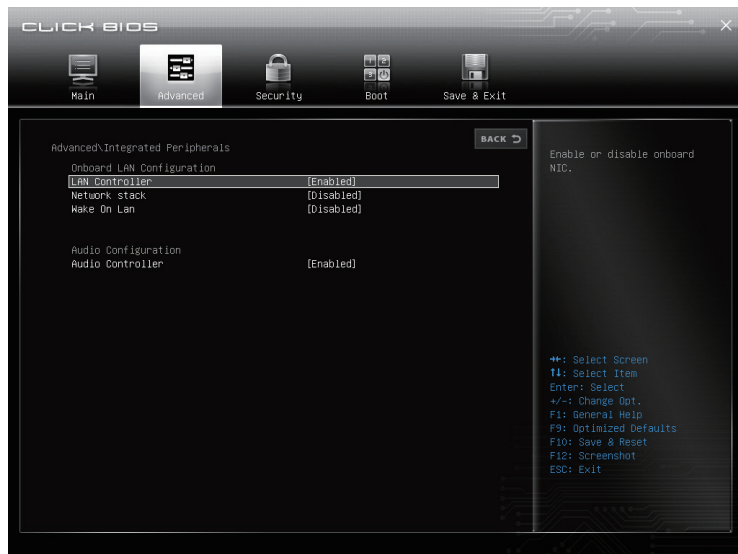 CLICK BIOS
Main Advanced Security Boot Save & Exit
BACK
Advanced\Integrated Peripherals
Onboard LAN Configuration
LAN Controller [Enabled]
Network stack [Disabled]
Wake On Lan [Disabled]
Audio Configuration
Audio Controller [Enabled]
Enable or disable onboard
NIC.
→←: Select Screen
↑↓: Select Item
Enter: Select
+/-: Change Opt.
F1: General Help
F9: Optimized Defaults
F10: Save & Reset
F12: Screenshot
ESC: Exit